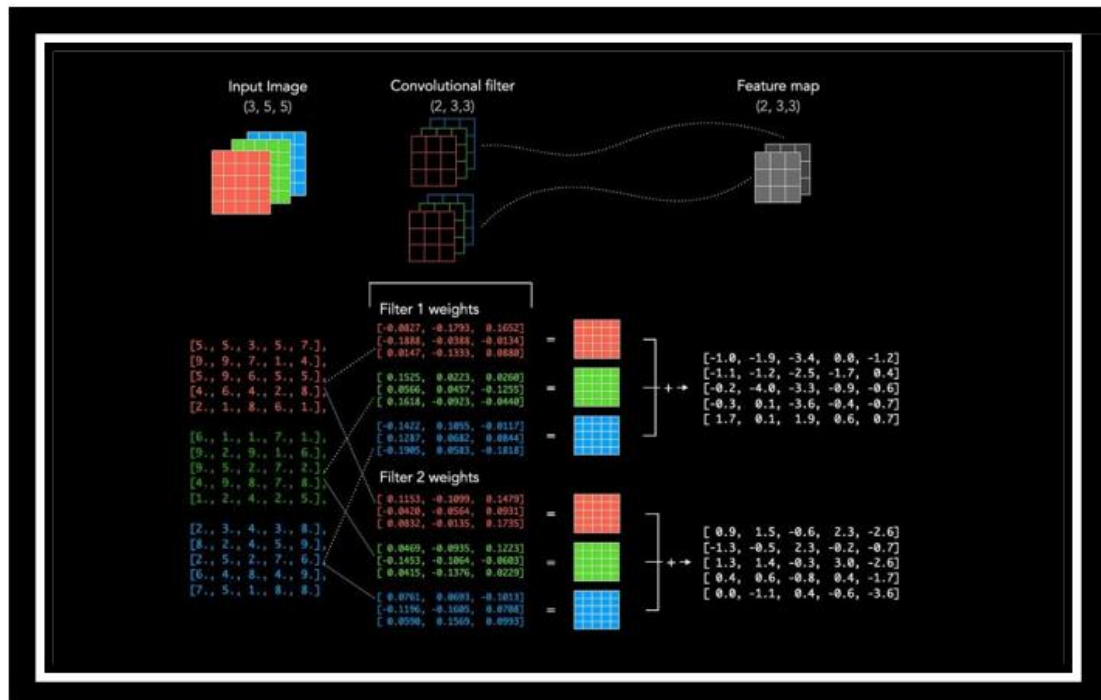 Input Image
(3, 5, 5)
Convolutional filter
(2, 3,3)
Feature map
(2, 3,3)
Filter 1 weights
[-0.0827, -0.1793, 0.1652]
[-0.1888, -0.0388, -0.0134]
[ 0.0147, -0.1333, 0.0880]
[ 0.1525, 0.0223, 0.0260]
[ 0.0566, 0.0457, -0.1255]
[ 0.1618, -0.0923, -0.0440]
[-0.1422, 0.1055, -0.0117]
[ 0.1287, 0.0682, 0.0844]
[-0.1905, 0.0583, -0.1818]
Filter 2 weights
[ 0.1153, -0.1099, 0.1479]
[-0.0420, -0.0564, 0.0931]
[ 0.0832, -0.0135, 0.1735]
[ 0.0469, -0.0935, 0.1223]
[-0.1453, -0.1064, -0.0603]
[ 0.0415, -0.1376, 0.0229]
[ 0.0761, 0.0693, -0.1013]
[-0.1196, -0.1605, 0.0788]
[ 0.0590, 0.1569, 0.0993]
[5., 5., 3., 5., 7.],
[9., 9., 7., 1., 4.],
[5., 9., 6., 5., 5.],
[4., 6., 4., 2., 8.],
[2., 1., 8., 6., 1.],
[6., 1., 1., 7., 1.],
[9., 2., 9., 1., 6.],
[9., 5., 2., 7., 2.],
[4., 9., 8., 7., 8.],
[1., 2., 4., 2., 5.],
[2., 3., 4., 3., 8.],
[8., 2., 4., 5., 9.],
[2., 5., 2., 7., 6.],
[6., 4., 8., 4., 9.],
[7., 5., 1., 8., 8.]
=
=
=
=
=
=
+
+
[-1.0, -1.9, -3.4, 0.0, -1.2]
[-1.1, -1.2, -2.5, -1.7, 0.4]
[-0.2, -4.0, -3.3, -0.9, -0.6]
[-0.3, 0.1, -3.6, -0.4, -0.7]
[ 1.7, 0.1, 1.9, 0.6, 0.7]
[ 0.9, 1.5, -0.6, 2.3, -2.6]
[-1.3, -0.5, 2.3, -0.2, -0.7]
[ 1.3, 1.4, -0.3, 3.0, -2.6]
[ 0.4, 0.6, -0.8, 0.4, -1.7]
[ 0.0, -1.1, 0.4, -0.6, -3.6]